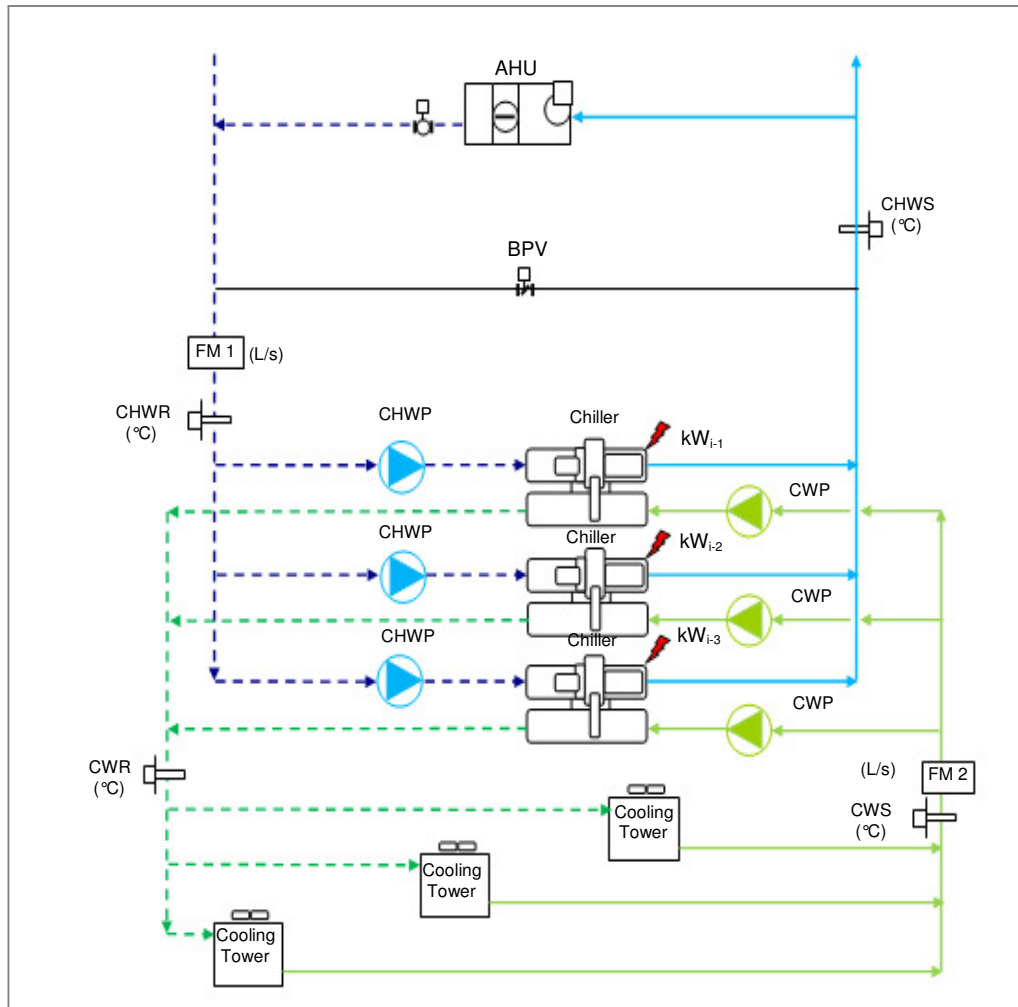 AHU
CHWS
(°C)
BPV
FM 1
(L/s)
CHWR
(°C)
CHWP
Chiller
kWi-1
CWP
CHWP
Chiller
kWi-2
CWP
CHWP
Chiller
kWi-3
CWP
CWR
(°C)
(L/s)
FM 2
CWS
(°C)
Cooling
Tower
Cooling
Tower
Cooling
Tower